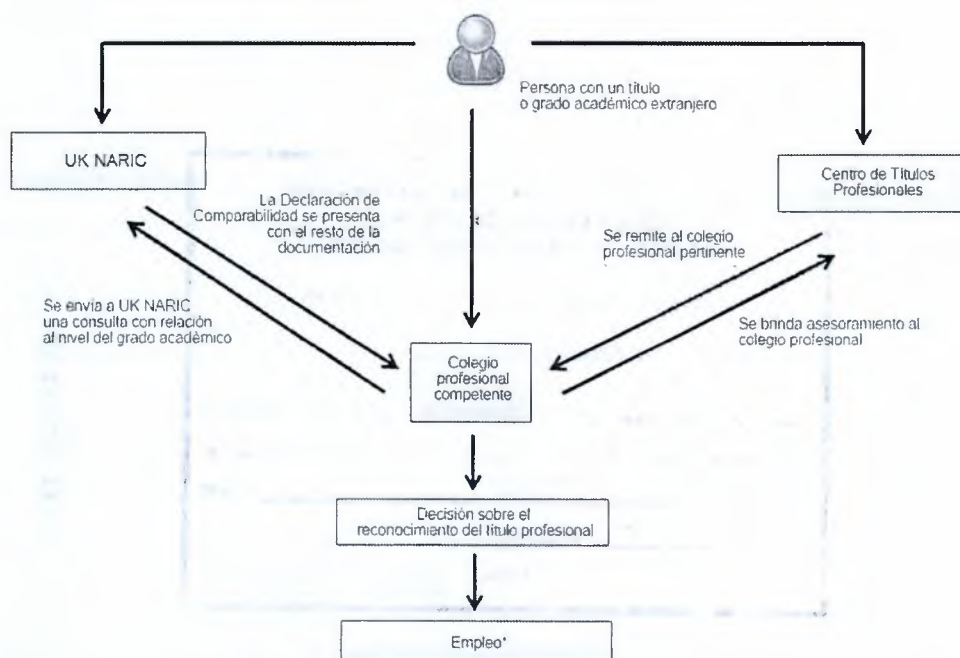 Persona con un título
o grado académico extranjero
UK NARIC
Centro de Títulos
Profesionales
La Declaración de
Comparabilidad se presenta
con el resto de la
documentación
Se remite al colegio
profesional pertinente
Se envía a UK NARIC
una consulta con relación
al nivel del grado académico
Se brinda asesoramiento al
colegio profesional
Colegio
profesional
competente
Decisión sobre el
reconocimiento del título profesional
Empleo*